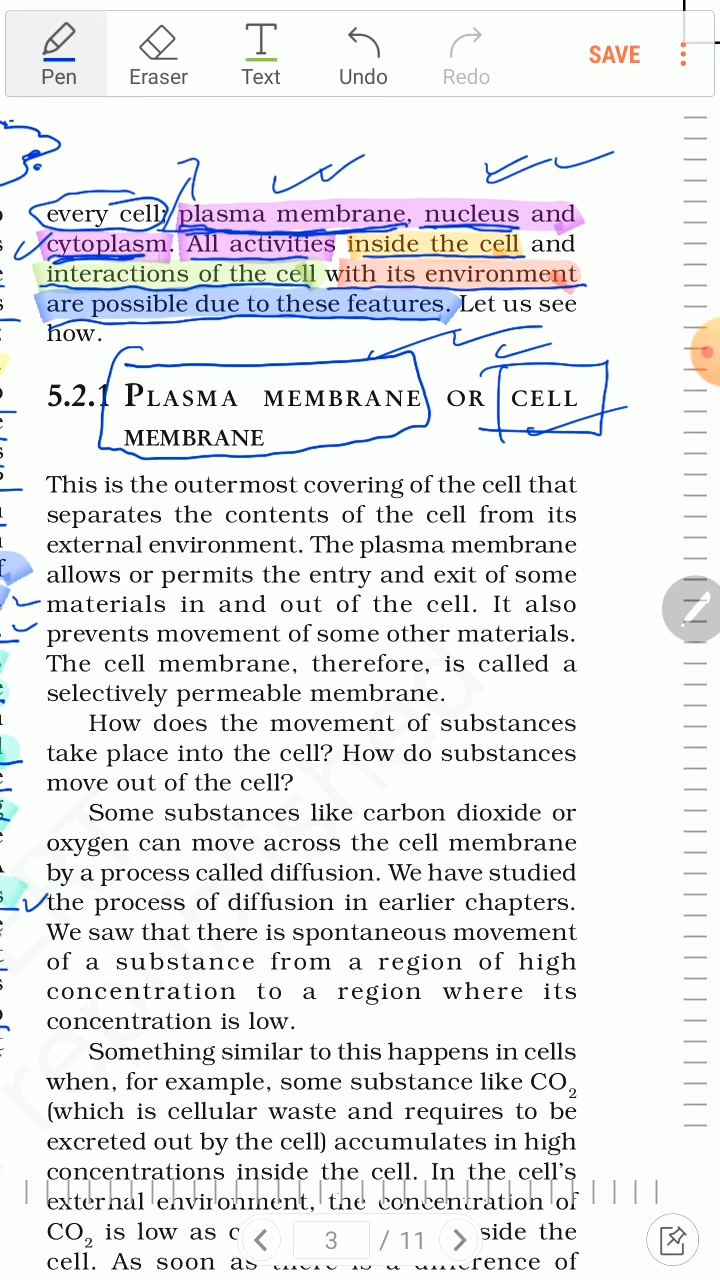 Pen
Eraser
Text
Undo
Redo
SAVE
every cell; plasma membrane, nucleus and
cytoplasm. All activities inside the cell and
interactions of the cell with its environment
are possible due to these features. Let us see
how.
5.2.1 PLASMA MEMBRANE OR CELL
MEMBRANE
This is the outermost covering of the cell that
separates the contents of the cell from its
external environment. The plasma membrane
allows or permits the entry and exit of some
materials in and out of the cell. It also
prevents movement of some other materials.
The cell membrane, therefore, is called a
selectively permeable membrane.
How does the movement of substances
take place into the cell? How do substances
move out of the cell?
Some substances like carbon dioxide or
oxygen can move across the cell membrane
by a process called diffusion. We have studied
the process of diffusion in earlier chapters.
We saw that there is spontaneous movement
of a substance from a region of high
concentration to a region where its
concentration is low.
Something similar to this happens in cells
when, for example, some substance like CO₂
(which is cellular waste and requires to be
excreted out by the cell) accumulates in high
concentrations inside the cell. In the cell's
external environment, the concentration of
CO₂ is low as side the
cell. As soon as there is a difference of
3 / 11